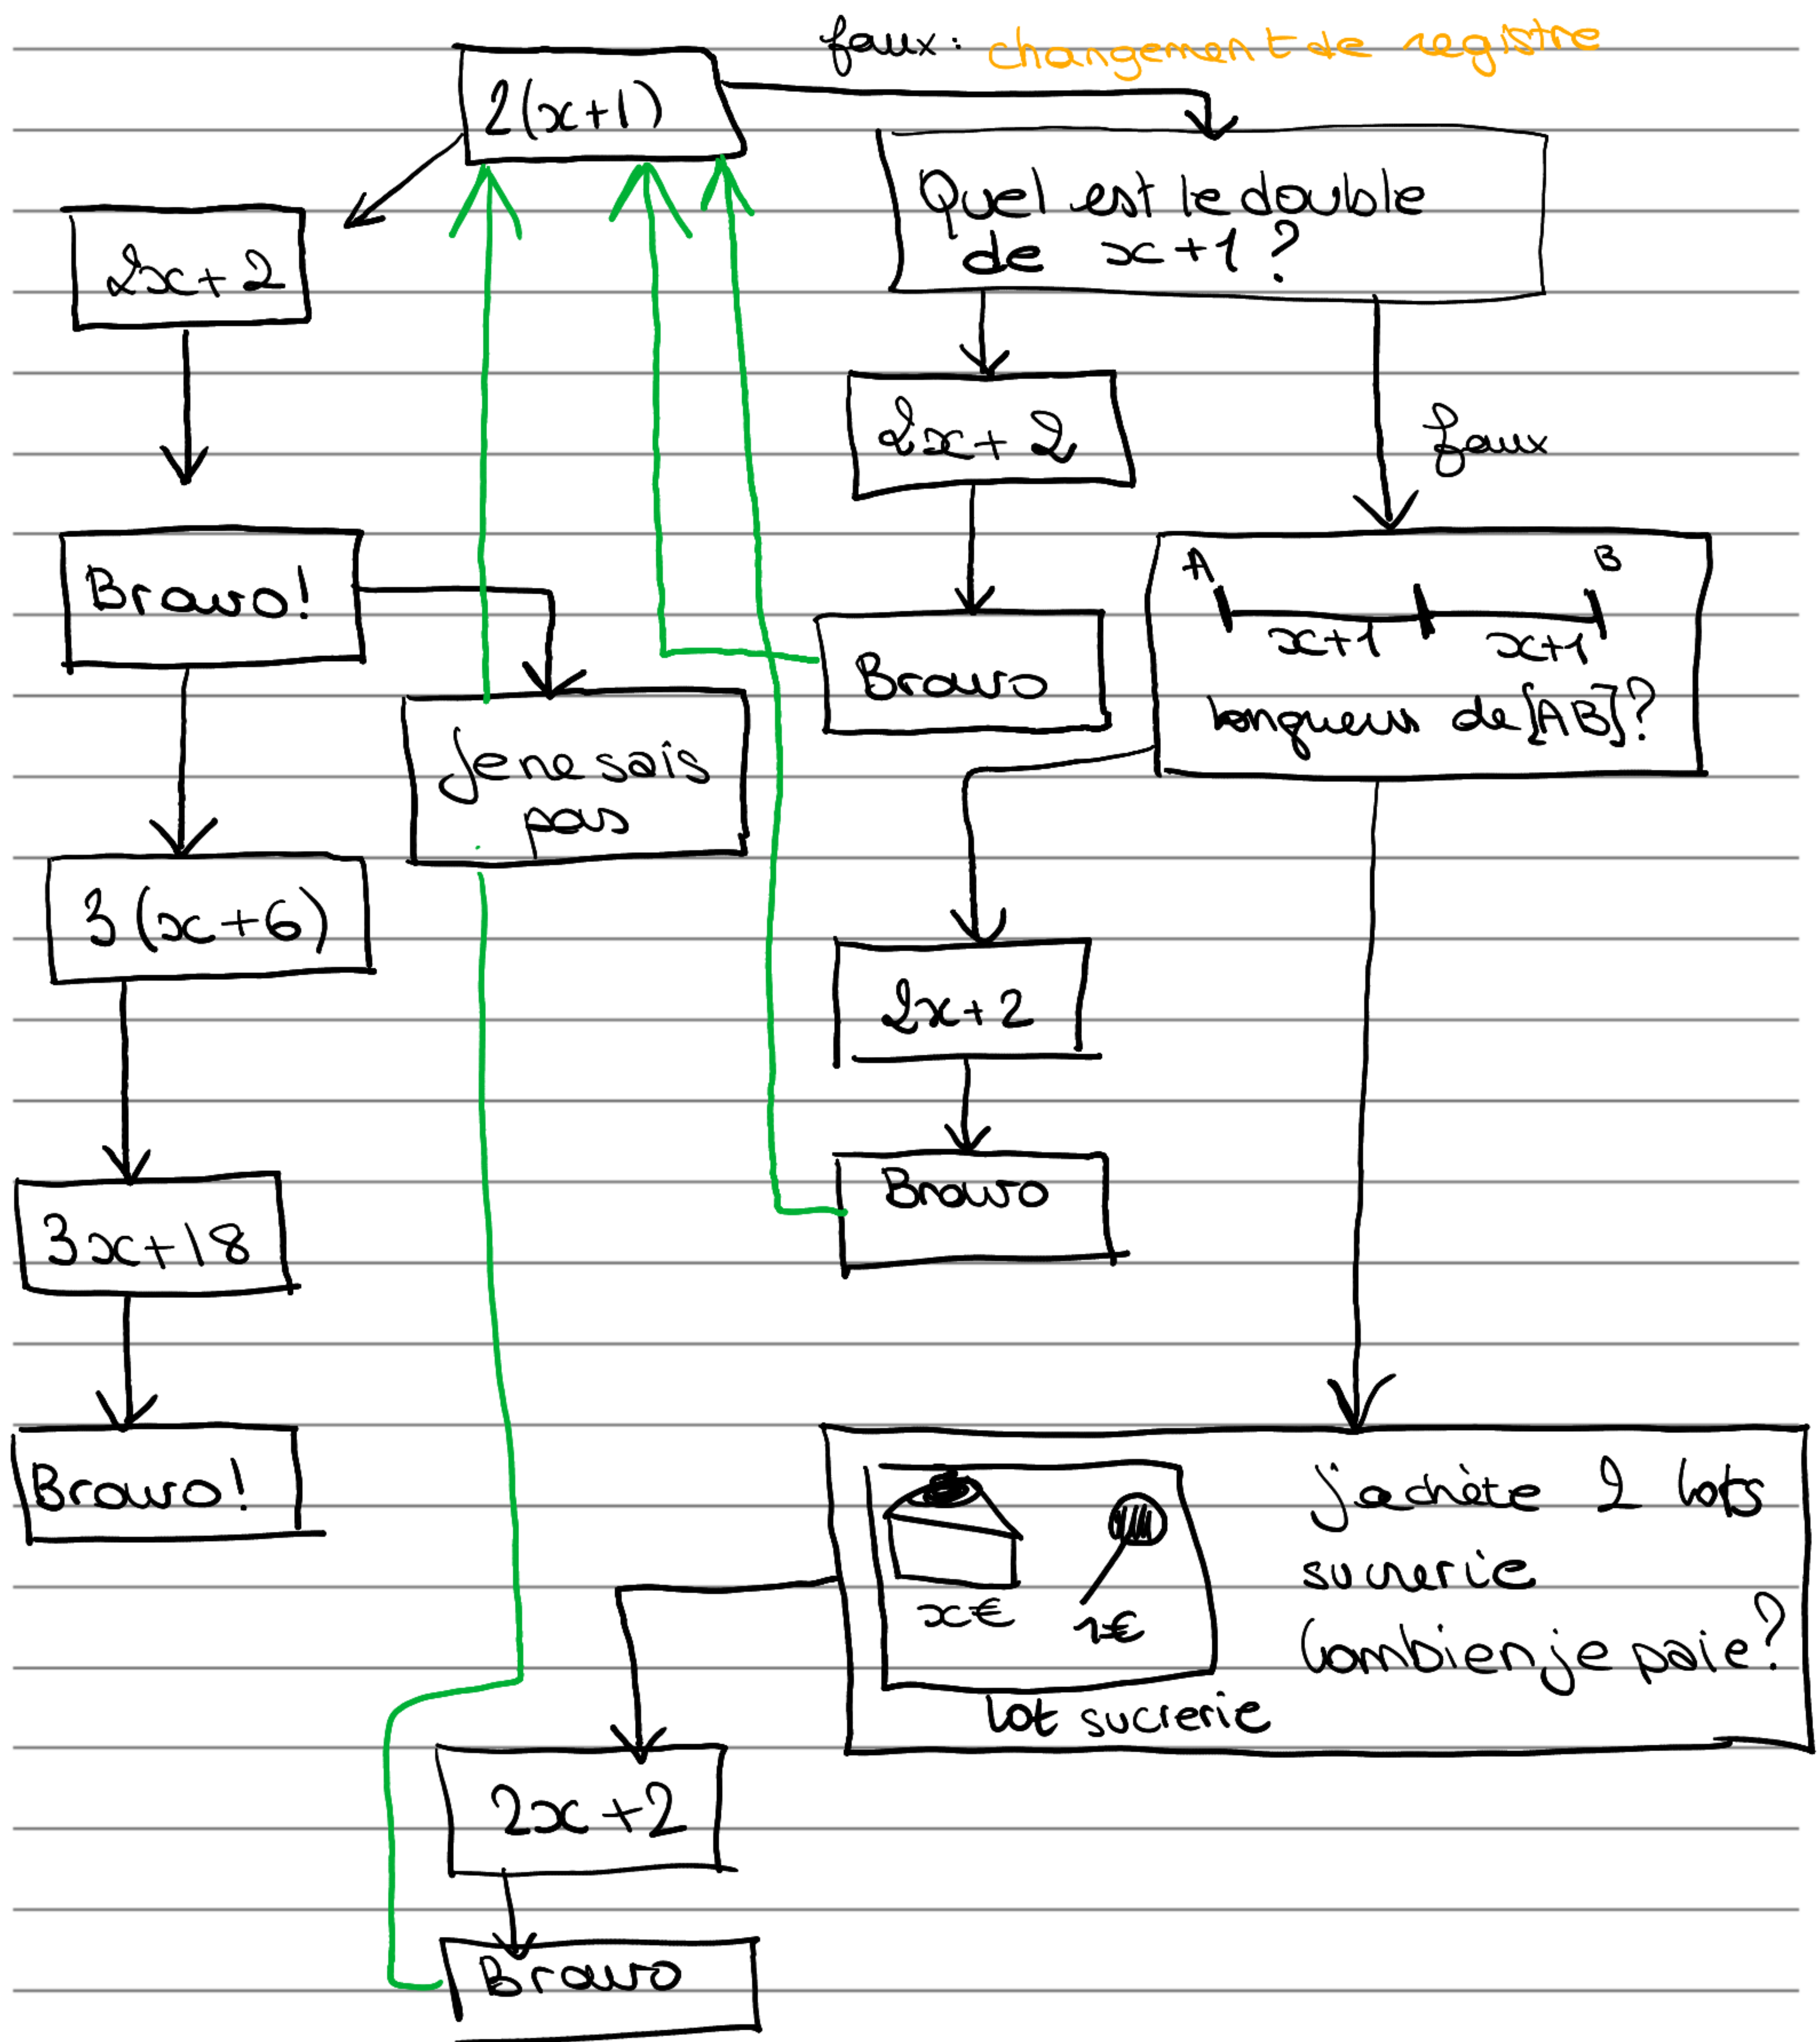 faux: changement de registre
2(x+1)
Quel est le double
de x+1?
2x+2
2x+2
faux
Bravo!
A B
x+1 x+1
longueur de [AB]?
Bravo
Je ne sais
pas
3(x+6)
2x+2
Bravo
3x+18
Bravo!
j'achète 2 lots
sucrerie
Combien je paie?
x€ 1€
lot sucrerie
2x+2
Bravo